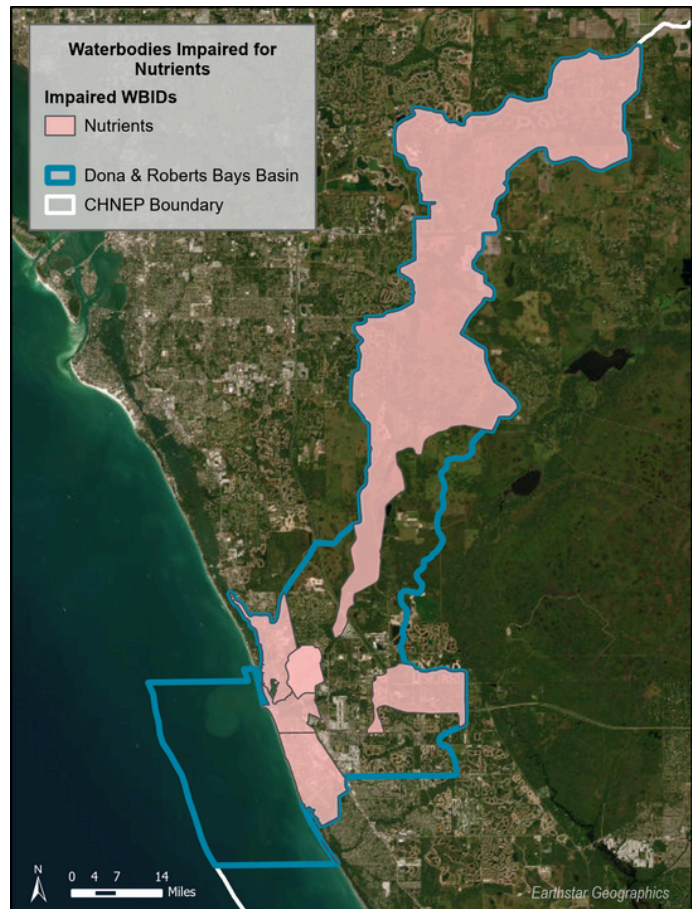 Waterbodies Impaired for
Nutrients
Impaired WBIDs
Nutrients
Dona & Roberts Bays Basin
CHNEP Boundary
N
0 4 7 14
Miles
Earthstar Geographics